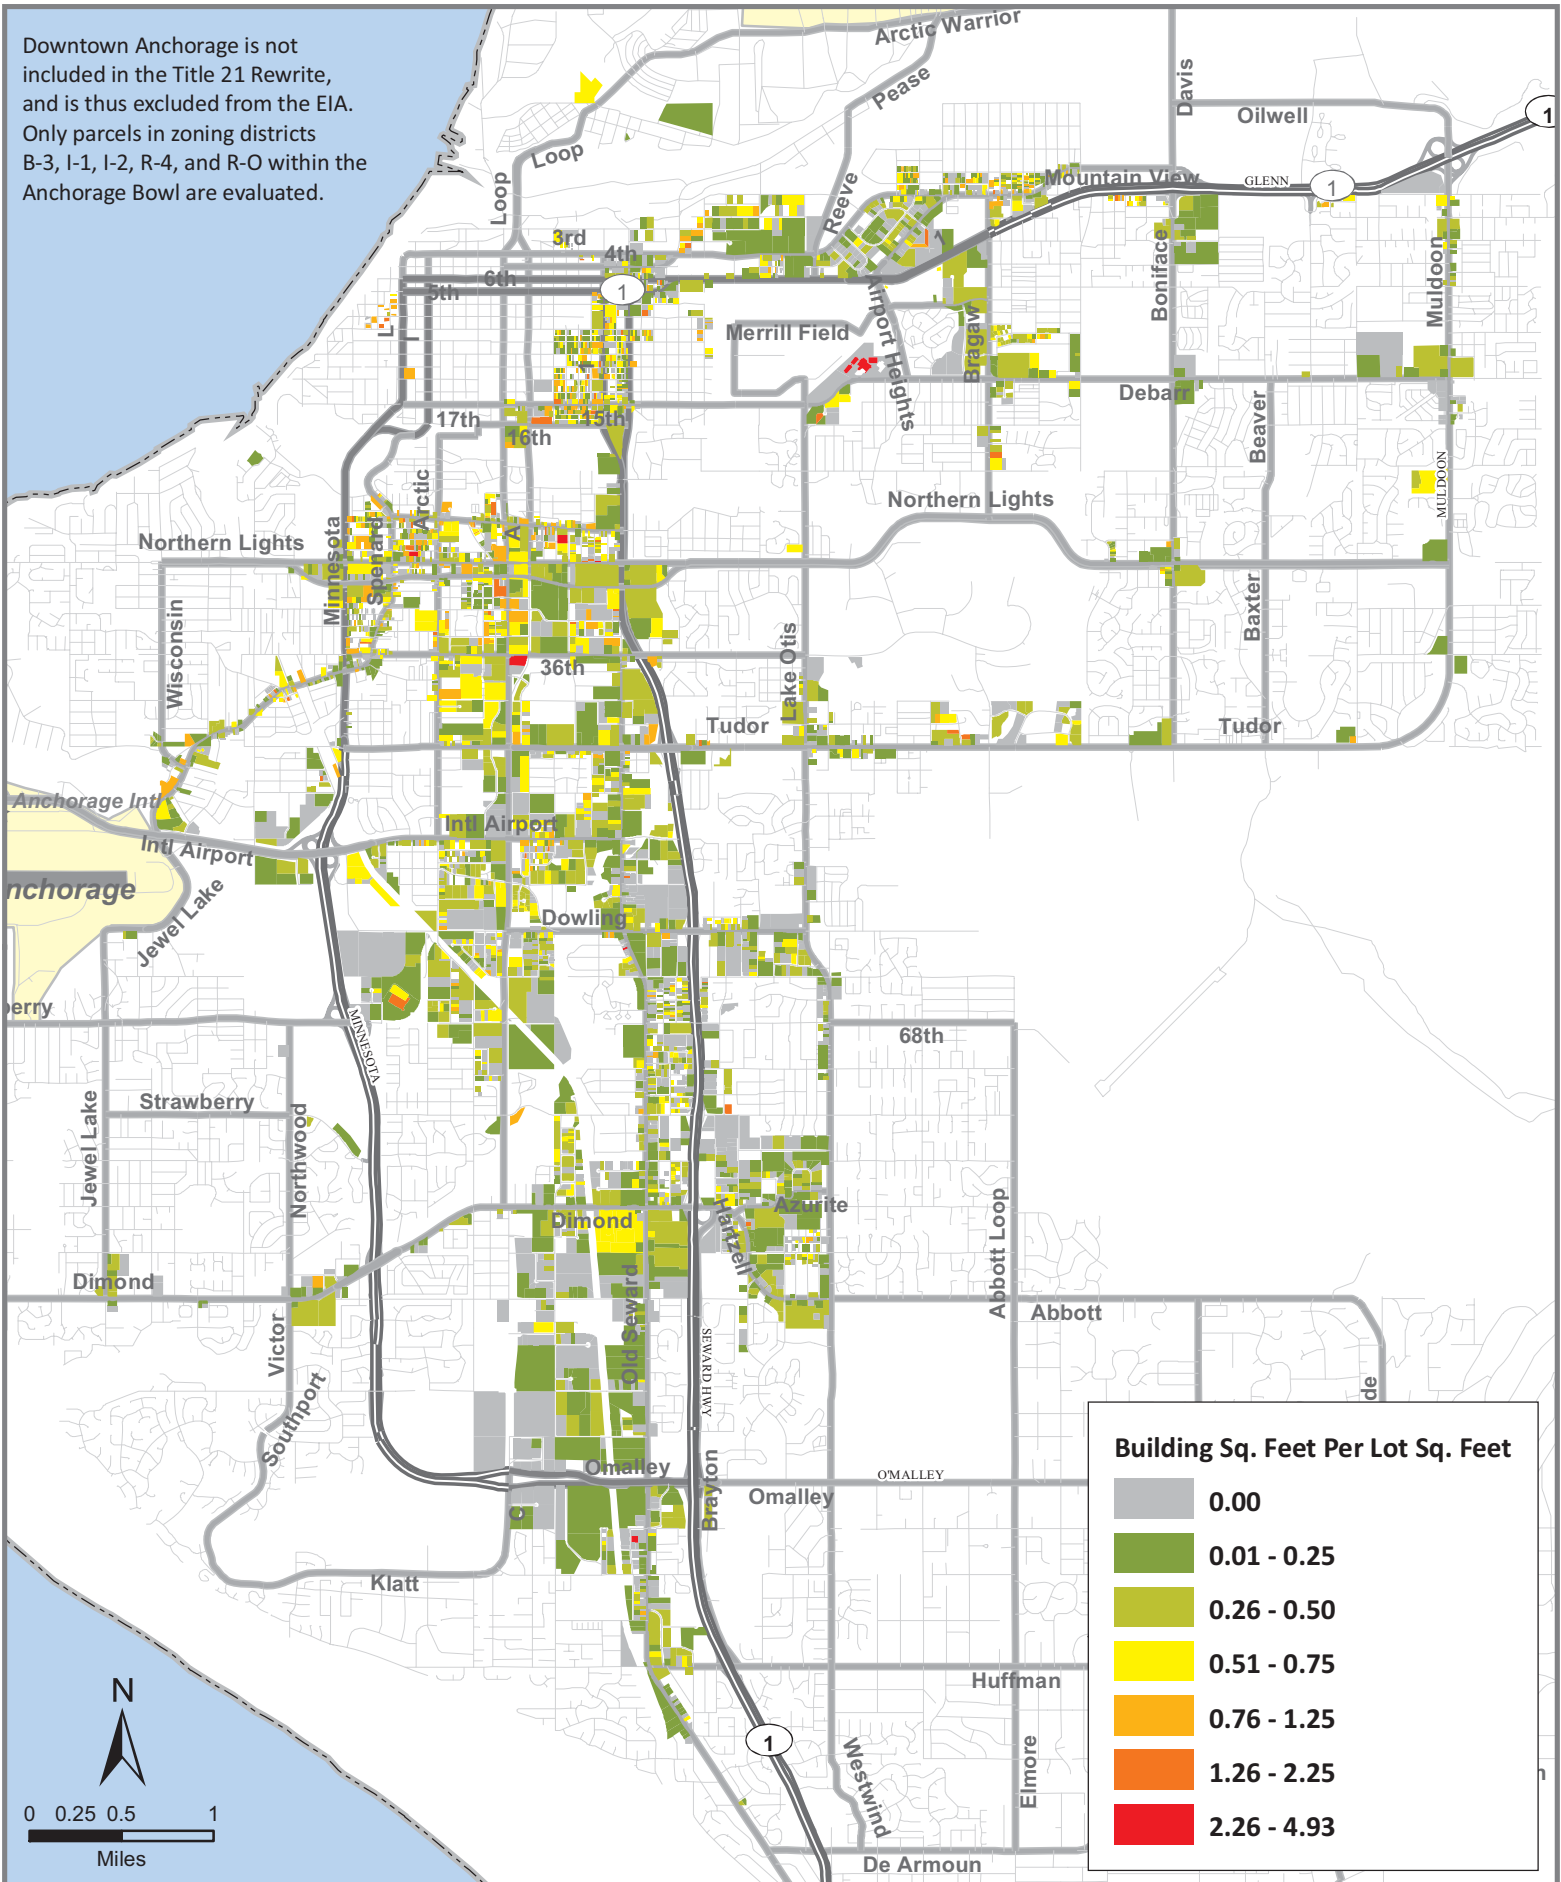 Downtown Anchorage is not
included in the Title 21 Rewrite,
and is thus excluded from the EIA.
Only parcels in zoning districts
B-3, I-1, I-2, R-4, and R-O within the
Anchorage Bowl are evaluated.
Arctic Warrior
Pease
Davis
Oilwell
1
Loop
Loop
Reeve
Mountain View
GLENN
1
3rd
4th
1
6th
5th
1
Boniface
Muldoon
L
I
Merrill Field
Airport Heights
Bragaw
Debarr
Beaver
17th
16th
15th
Arctic
Northern Lights
MULDOON
Northern Lights
Minnesota
Spenard
A
Wisconsin
Baxter
Lake Otis
36th
Tudor
Tudor
Anchorage Intl
Intl Airport
Intl Airport
nchorage
Jewel Lake
Dowling
berry
MINNESOTA
68th
Jewel Lake
Strawberry
Northwood
Azurite
Dimond
Hartzell
Abbott Loop
Dimond
Abbott
Victor
Old Seward
SEWARD HWY
Southport
de
Omalley
Brayton
O'MALLEY
Omalley
C
Klatt
Huffman
1
Westwind
Elmore
De Armoun
n
Building Sq. Feet Per Lot Sq. Feet
0.00
0.01 - 0.25
0.26 - 0.50
0.51 - 0.75
0.76 - 1.25
1.26 - 2.25
2.26 - 4.93
N
0 0.25 0.5 1
Miles